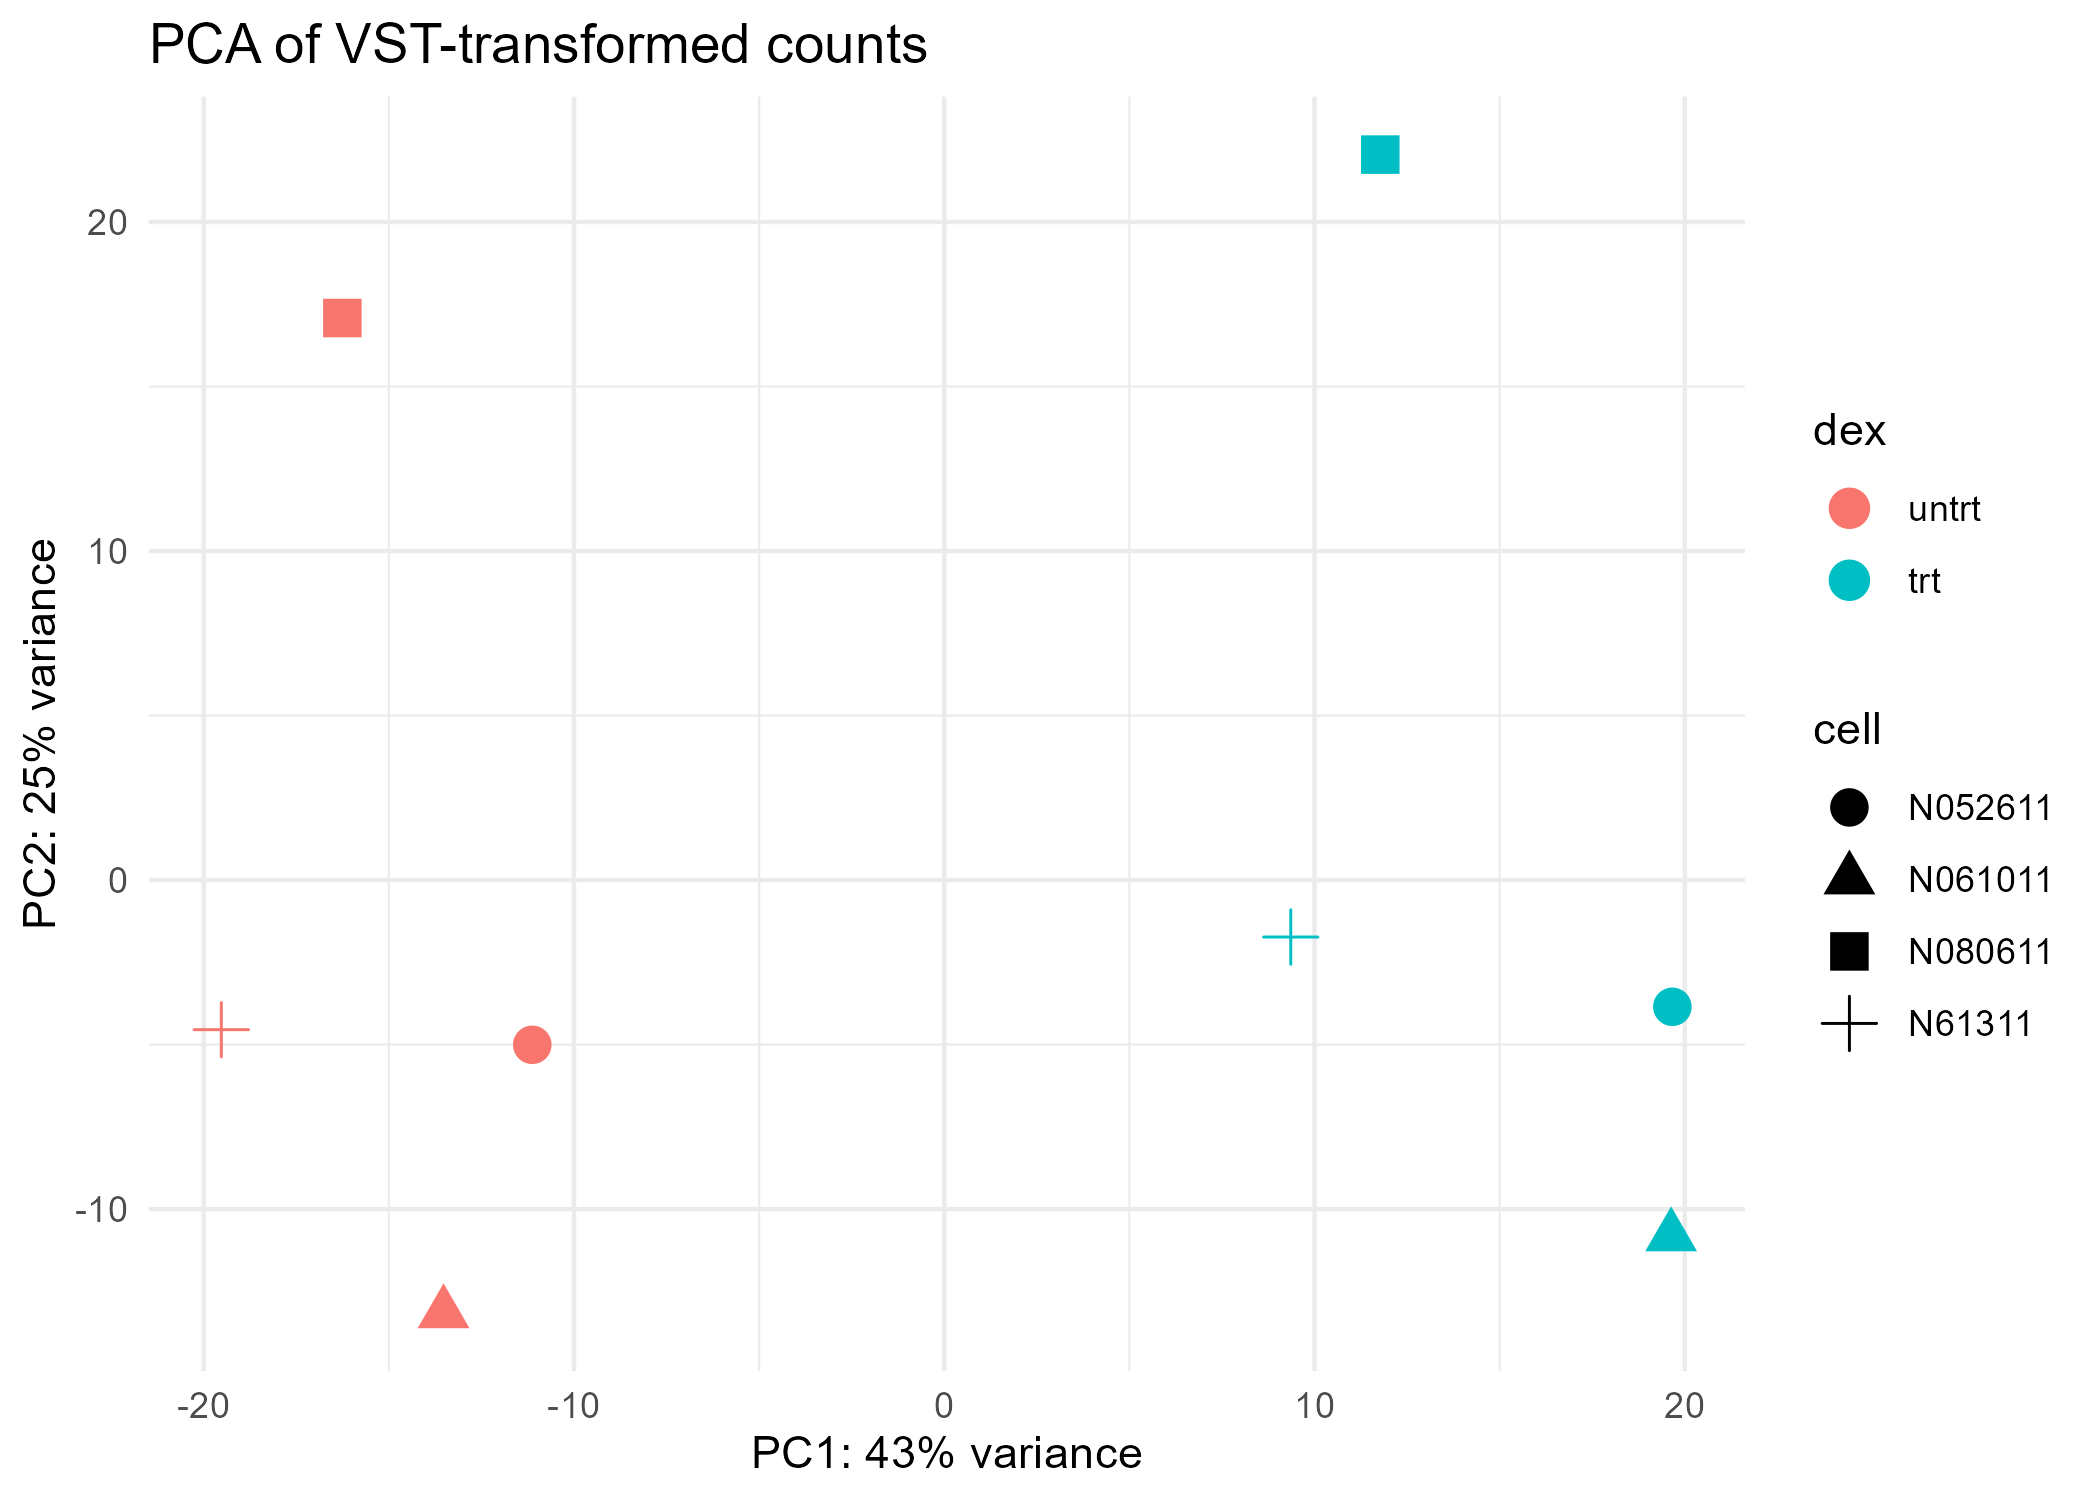 PCA of VST-transformed counts
PC2: 25% variance
20
10
0
-10
-20
-10
0
10
20
PC1: 43% variance
dex
untrt
trt
cell
N052611
N061011
N080611
N61311